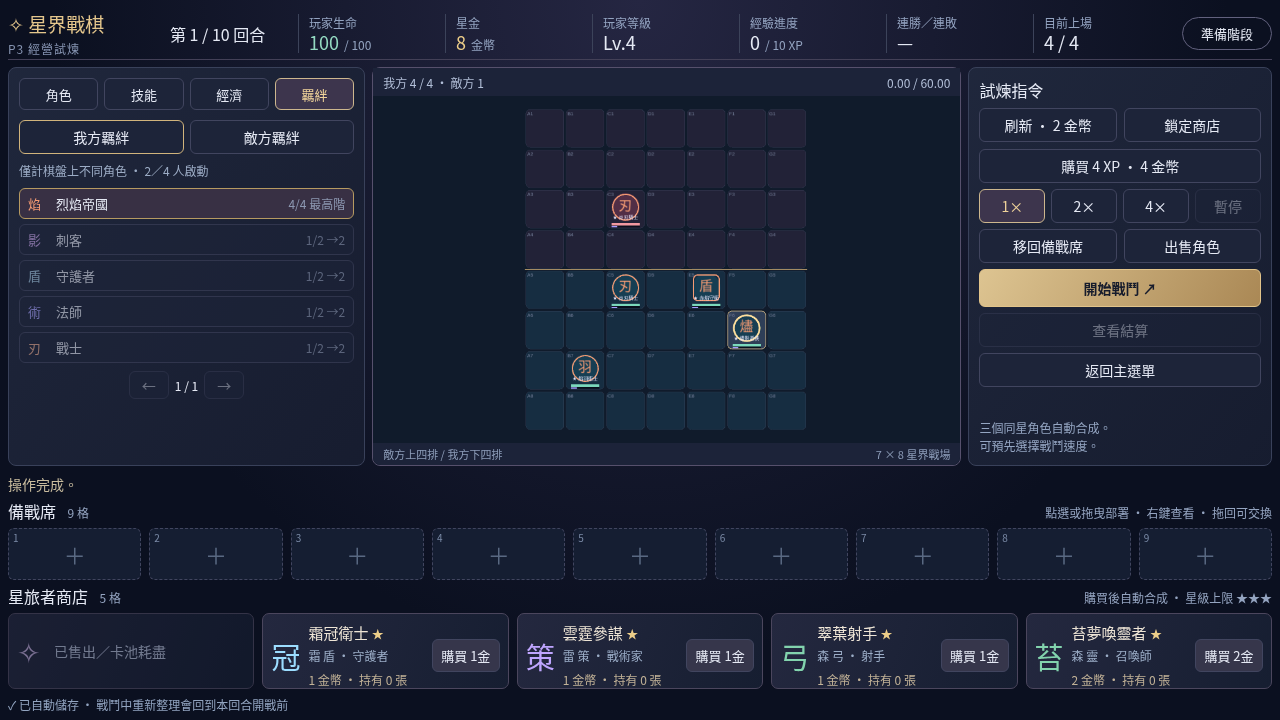 ✧ 星界戰棋
P3 經營試煉
第 1 / 10 回合
玩家生命
100 / 100
星金
8 金幣
玩家等級
Lv.4
經驗進度
0 / 10 XP
連勝／連敗
—
目前上場
4 / 4
準備階段
角色
技能
經濟
羈絆
我方羈絆
敵方羈絆
僅計棋盤上不同角色 · 2／4 人啟動
焰 烈焰帝國 4/4 最高階
影 刺客 1/2 →2
盾 守護者 1/2 →2
術 法師 1/2 →2
刃 戰士 1/2 →2
← 1 / 1 →
我方 4 / 4 · 敵方 1
0.00 / 60.00
刃
刃
盾
燼
羽
敵方上四排 / 我方下四排
7 × 8 星界戰場
試煉指令
刷新 · 2 金幣
鎖定商店
購買 4 XP · 4 金幣
1×
2×
4×
暫停
移回備戰席
出售角色
開始戰鬥 ↗
查看結算
返回主選單
三個同星角色自動合成。
可預先選擇戰鬥速度。
操作完成。
備戰席 9 格
點選或拖曳部署 · 右鍵查看 · 拖回可交換
1
2
3
4
5
6
7
8
9
星旅者商店 5 格
購買後自動合成 · 星級上限 ★★★
✧ 已售出／卡池耗盡
冠
霜冠衛士 ★
霜 盾 · 守護者
1 金幣 · 持有 0 張
購買 1金
策
雲霆參謀 ★
雷 策 · 戰術家
1 金幣 · 持有 0 張
購買 1金
弓
翠葉射手 ★
森 弓 · 射手
1 金幣 · 持有 0 張
購買 1金
苔
苔夢喚靈者 ★
森 靈 · 召喚師
2 金幣 · 持有 0 張
購買 2金
✓ 已自動儲存 · 戰鬥中重新整理會回到本回合開戰前